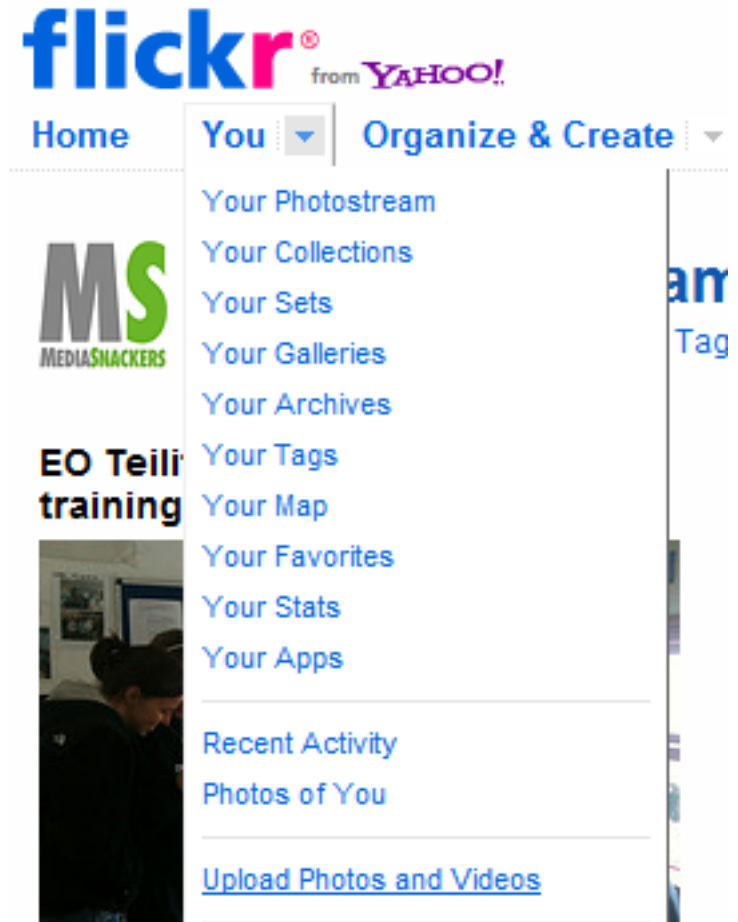 flickr® from YAHOO!
Home You Organize & Create
Your Photostream
Your Collections
Your Sets
Your Galleries
Your Archives
Your Tags
Your Map
Your Favorites
Your Stats
Your Apps
Recent Activity
Photos of You
Upload Photos and Videos
MS
MEDIASNACKERS
am
Tag
EO Teili
training